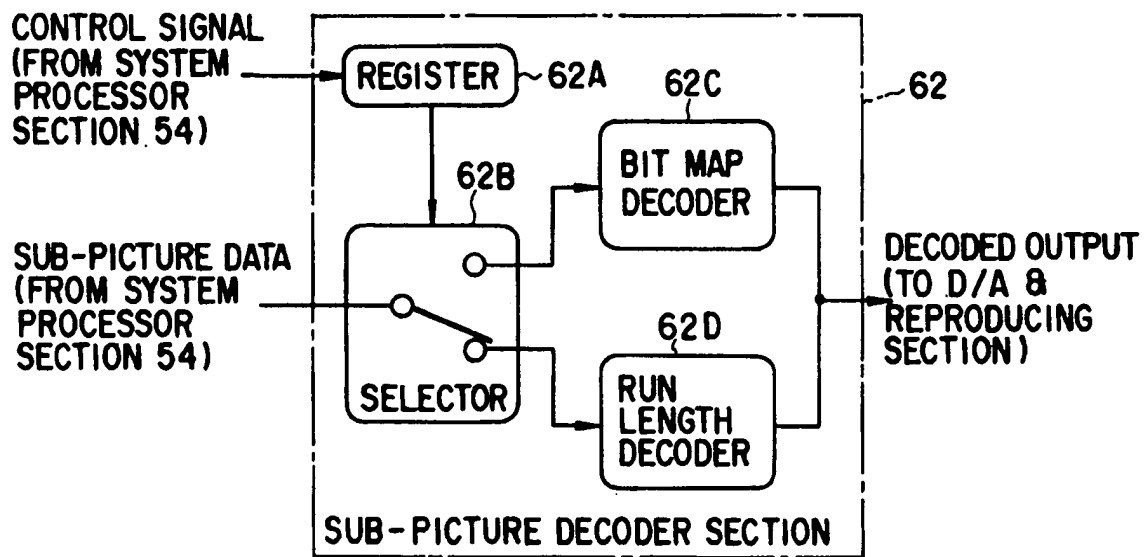 CONTROL SIGNAL
(FROM SYSTEM
PROCESSOR
SECTION 54)
REGISTER
62A
62
62C
BIT MAP
DECODER
62B
SUB-PICTURE DATA
(FROM SYSTEM
PROCESSOR
SECTION 54)
SELECTOR
62D
RUN
LENGTH
DECODER
DECODED OUTPUT
(TO D/A &
REPRODUCING
SECTION)
SUB-PICTURE DECODER SECTION